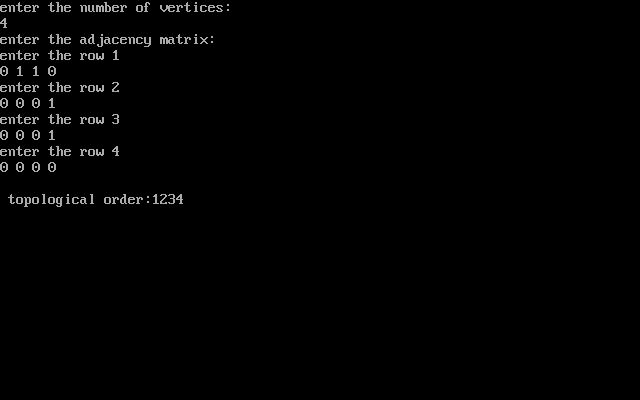 enter the number of vertices:
4
enter the adjacency matrix:
enter the row 1
0 1 1 0
enter the row 2
0 0 0 1
enter the row 3
0 0 0 1
enter the row 4
0 0 0 0
topological order:1234